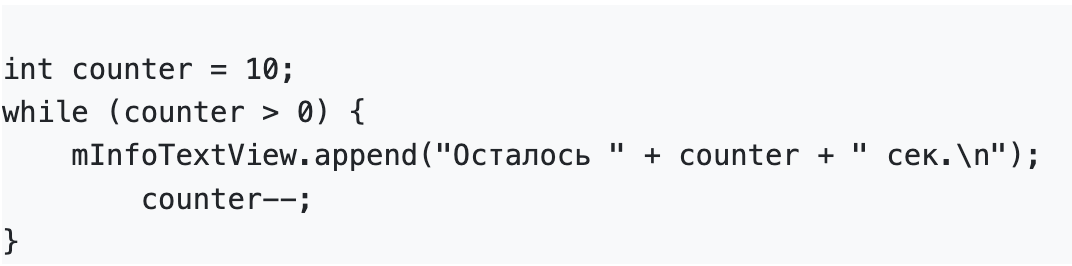 int counter = 10;
while (counter > 0) {
    mInfoTextView.append("Осталось " + counter + " сек.\n");
        counter--;
}